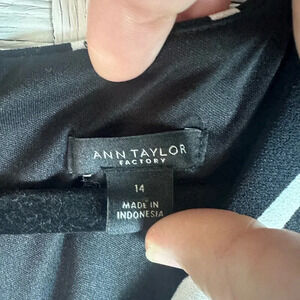 ANN TAYLOR
FACTORY
14
MADE IN
INDONESIA